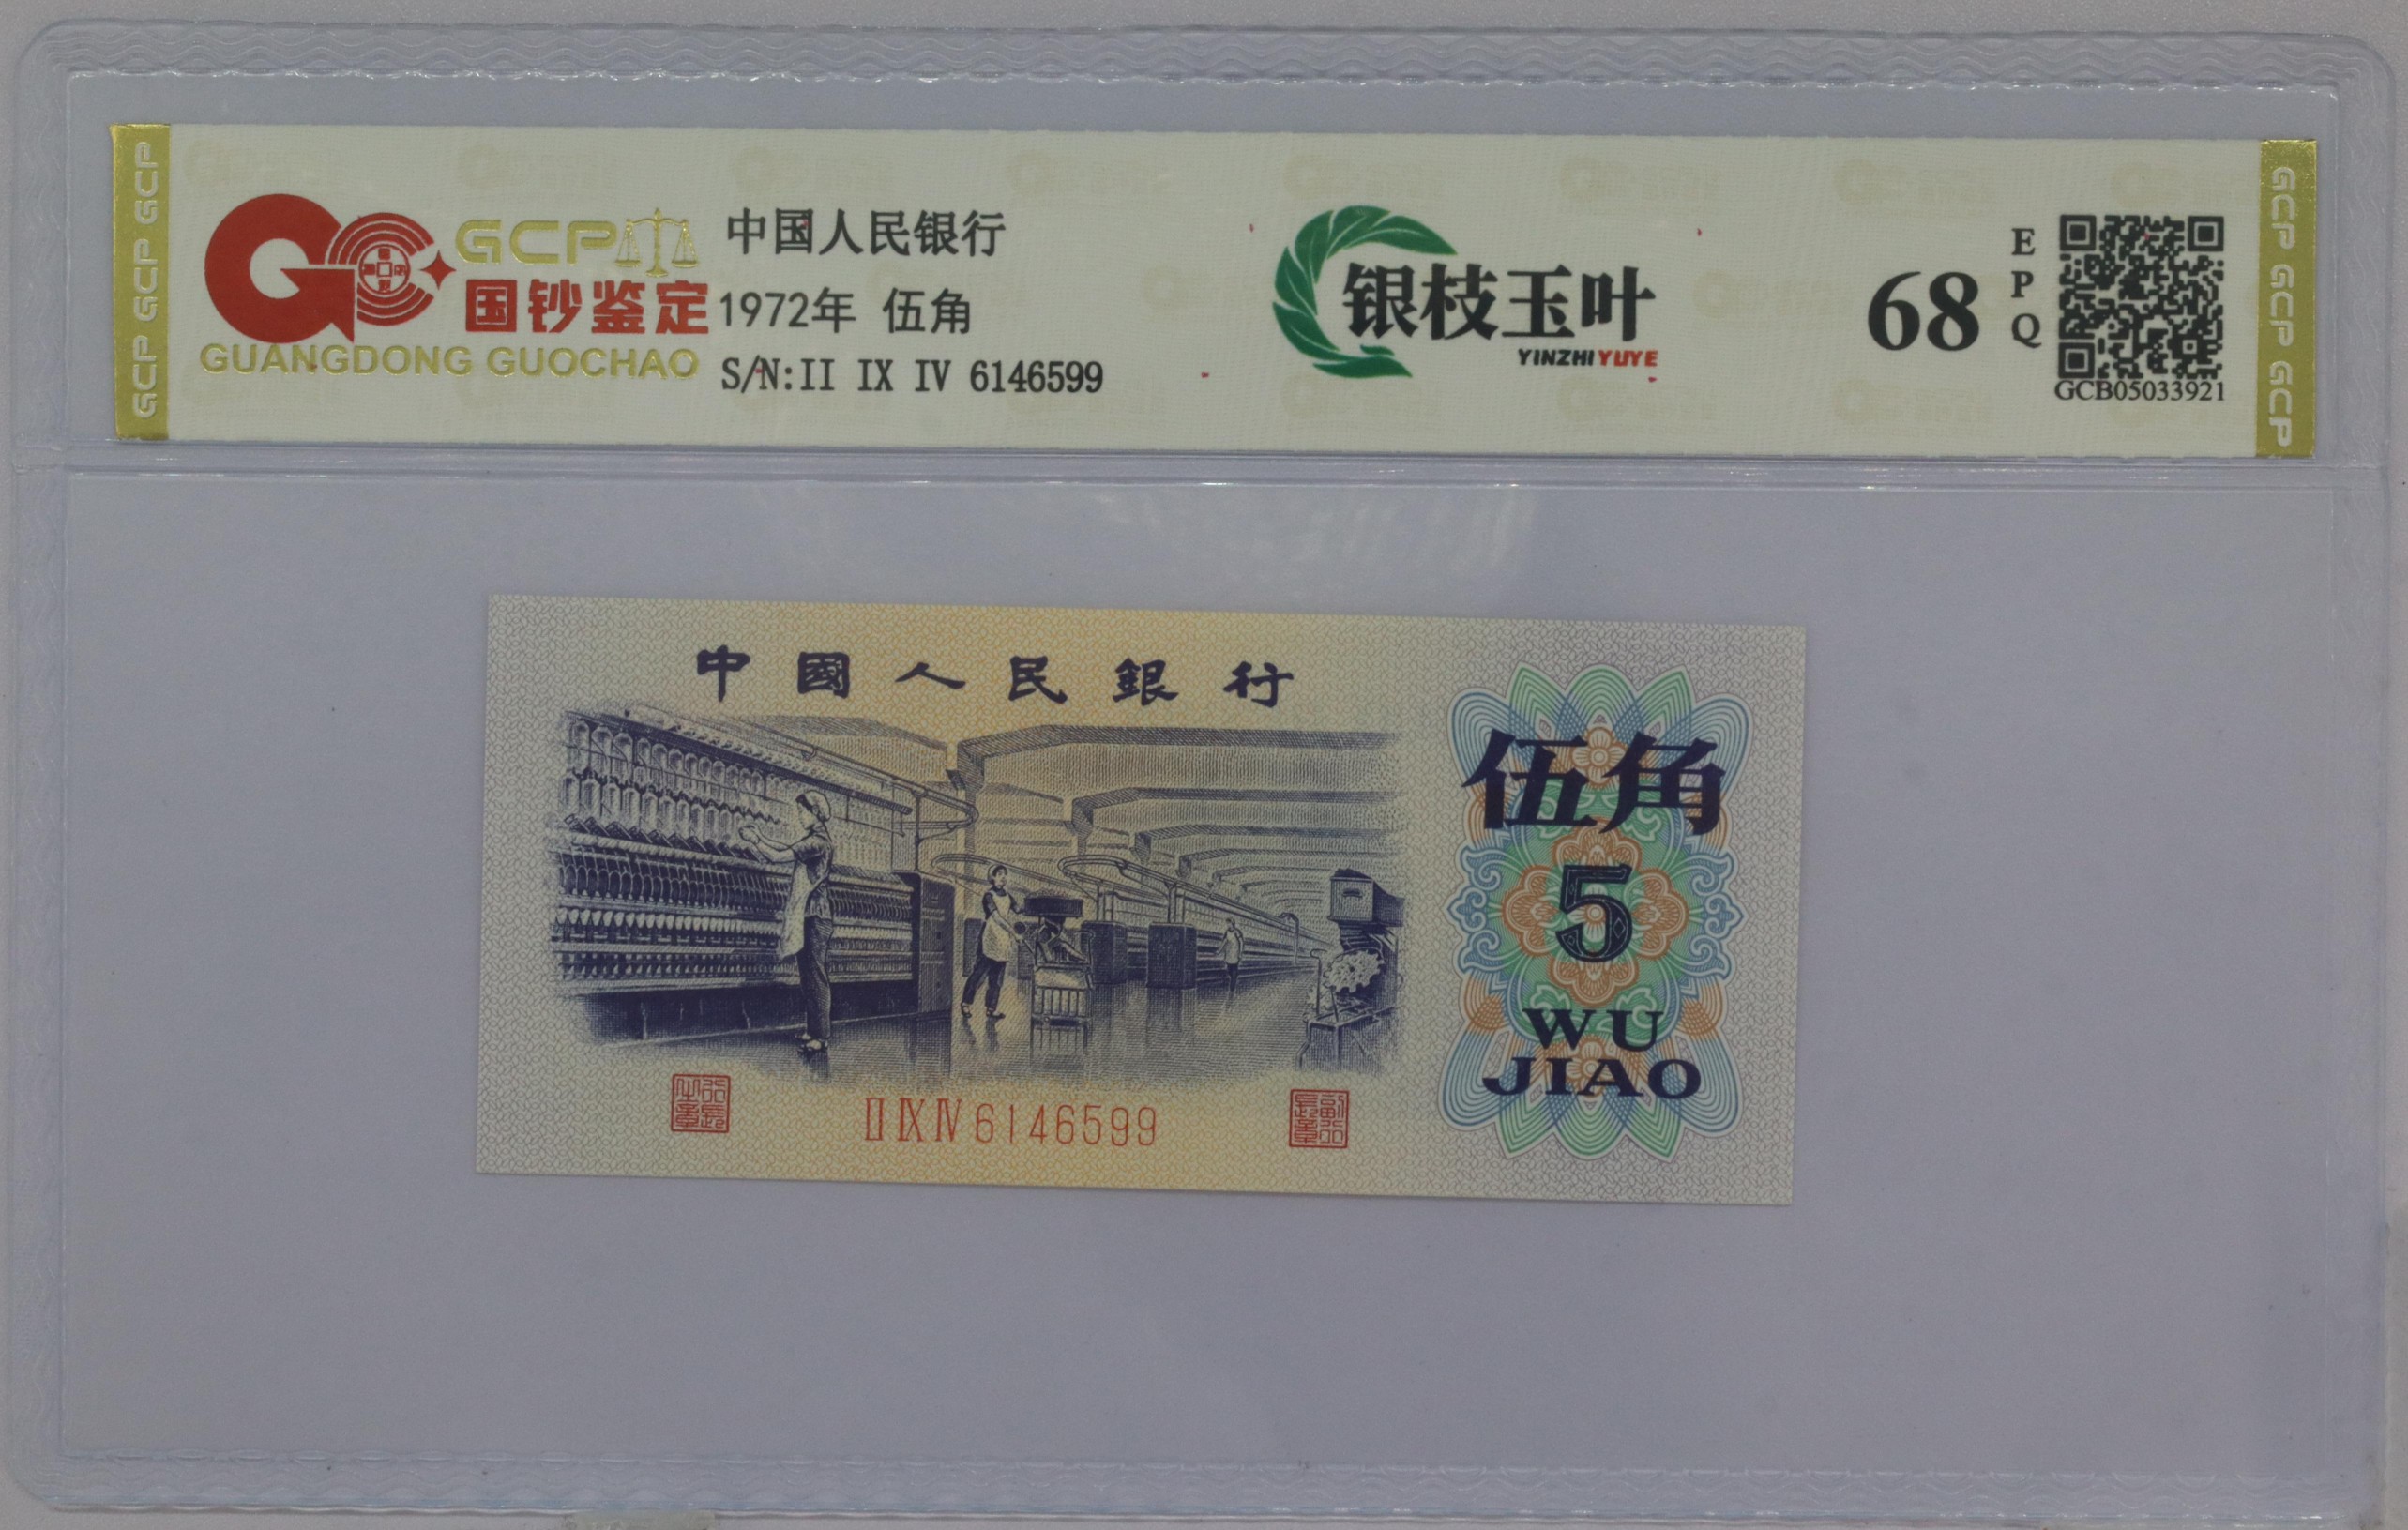 GCP GCP GCP
GCP
国钞鉴定
GUANGDONG GUOCHAO
中国人民银行
1972年 伍角
S/N:II IX IV 6146599
银枝玉叶
YINZHIYUYE
68
EPQ
GCB05033921
GCP GCP GCP
中國人民銀行
伍角
5
WU
JIAO
II IX IV 6146599